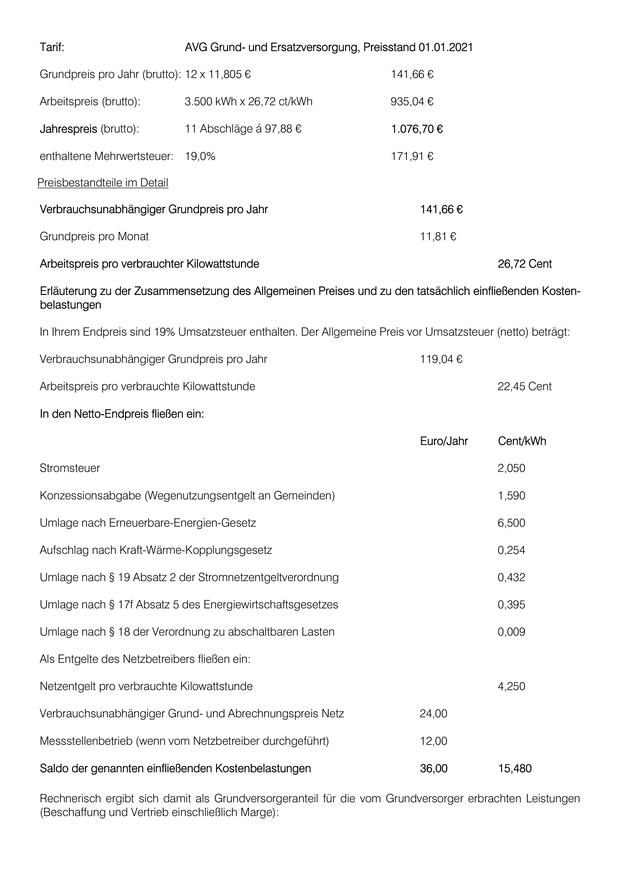 Tarif: AVG Grund- und Ersatzversorgung, Preisstand 01.01.2021
Grundpreis pro Jahr (brutto): 12 x 11,805 € 141,66 €
Arbeitspreis (brutto): 3.500 kWh x 26,72 ct/kWh 935,04 €
Jahrespreis (brutto): 11 Abschläge á 97,88 € 1.076,70 €
enthaltene Mehrwertsteuer: 19,0% 171,91 €
Preisbestandteile im Detail
Verbrauchsunabhängiger Grundpreis pro Jahr 141,66 €
Grundpreis pro Monat 11,81 €
Arbeitspreis pro verbrauchter Kilowattstunde 26,72 Cent
Erläuterung zu der Zusammensetzung des Allgemeinen Preises und zu den tatsächlich einfließenden Kosten-
belastungen
In Ihrem Endpreis sind 19% Umsatzsteuer enthalten. Der Allgemeine Preis vor Umsatzsteuer (netto) beträgt:
Verbrauchsunabhängiger Grundpreis pro Jahr 119,04 €
Arbeitspreis pro verbrauchte Kilowattstunde 22,45 Cent
In den Netto-Endpreis fließen ein:
Euro/Jahr Cent/kWh
Stromsteuer 2,050
Konzessionsabgabe (Wegenutzungsentgelt an Gemeinden) 1,590
Umlage nach Erneuerbare-Energien-Gesetz 6,500
Aufschlag nach Kraft-Wärme-Kopplungsgesetz 0,254
Umlage nach § 19 Absatz 2 der Stromnetzentgeltverordnung 0,432
Umlage nach § 17f Absatz 5 des Energiewirtschaftsgesetzes 0,395
Umlage nach § 18 der Verordnung zu abschaltbaren Lasten 0,009
Als Entgelte des Netzbetreibers fließen ein:
Netzentgelt pro verbrauchte Kilowattstunde 4,250
Verbrauchsunabhängiger Grund- und Abrechnungspreis Netz 24,00
Messstellenbetrieb (wenn vom Netzbetreiber durchgeführt) 12,00
Saldo der genannten einfließenden Kostenbelastungen 36,00 15,480
Rechnerisch ergibt sich damit als Grundversorgeranteil für die vom Grundversorger erbrachten Leistungen
(Beschaffung und Vertrieb einschließlich Marge):